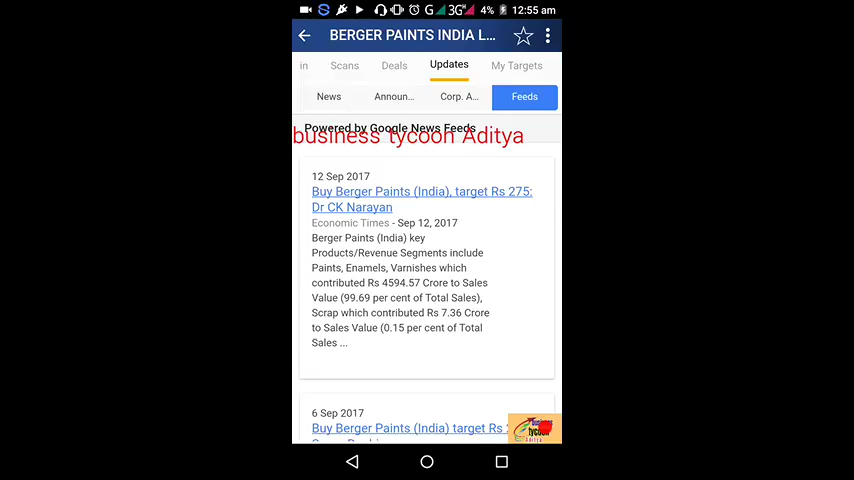 G 3G H 4% 12:55 am
BERGER PAINTS INDIA L...
in Scans Deals Updates My Targets
News Announ... Corp. A... Feeds
Powered by Google News Feeds
business tycoon Aditya
12 Sep 2017
Buy Berger Paints (India), target Rs 275:
Dr CK Narayan
Economic Times - Sep 12, 2017
Berger Paints (India) key
Products/Revenue Segments include
Paints, Enamels, Varnishes which
contributed Rs 4594.57 Crore to Sales
Value (99.69 per cent of Total Sales),
Scrap which contributed Rs 7.36 Crore
to Sales Value (0.15 per cent of Total
Sales ...
6 Sep 2017
Buy Berger Paints (India) target Rs
business
tycoon
Aditya